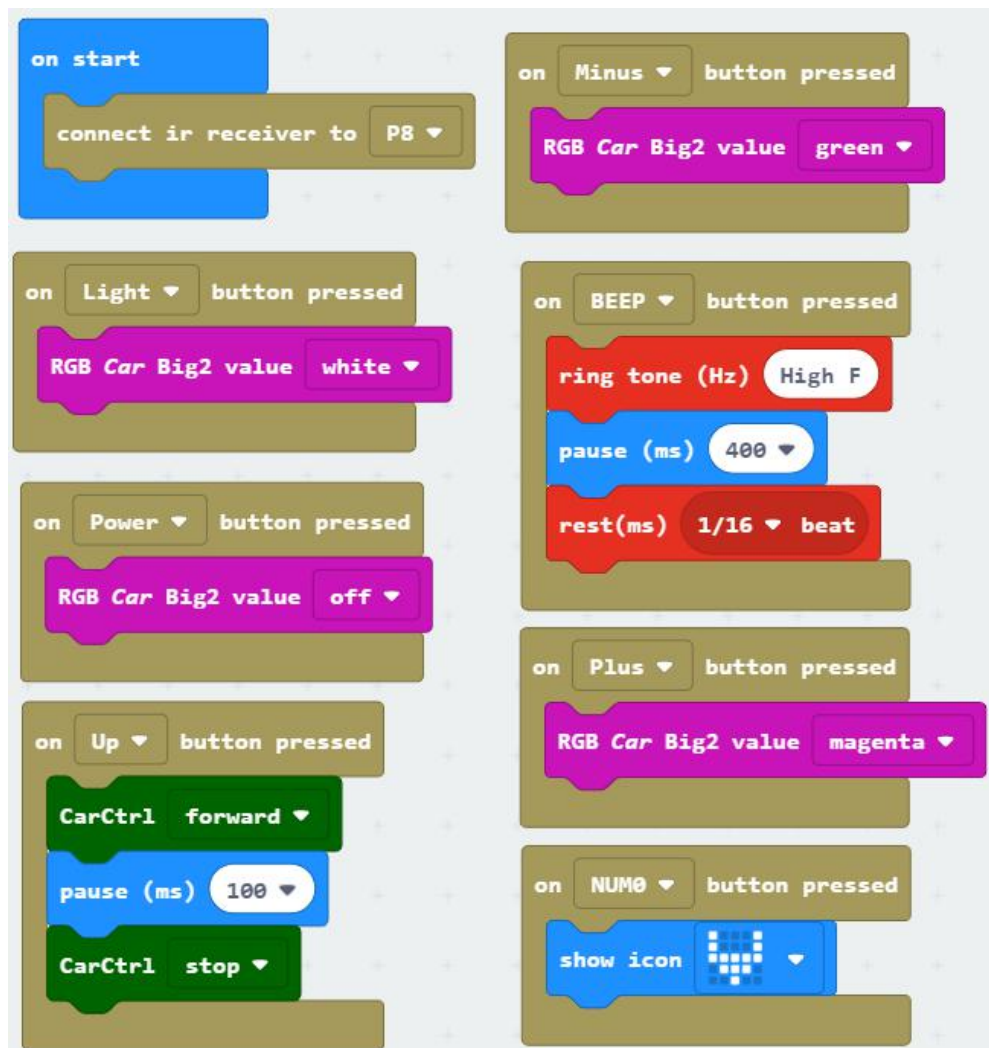 on start
connect ir receiver to P8
on Light button pressed
RGB Car Big2 value white
on Power button pressed
RGB Car Big2 value off
on Up button pressed
CarCtrl forward
pause (ms) 100
CarCtrl stop
on Minus button pressed
RGB Car Big2 value green
on BEEP button pressed
ring tone (Hz) High F
pause (ms) 400
rest(ms) 1/16 beat
on Plus button pressed
RGB Car Big2 value magenta
on NUM0 button pressed
show icon